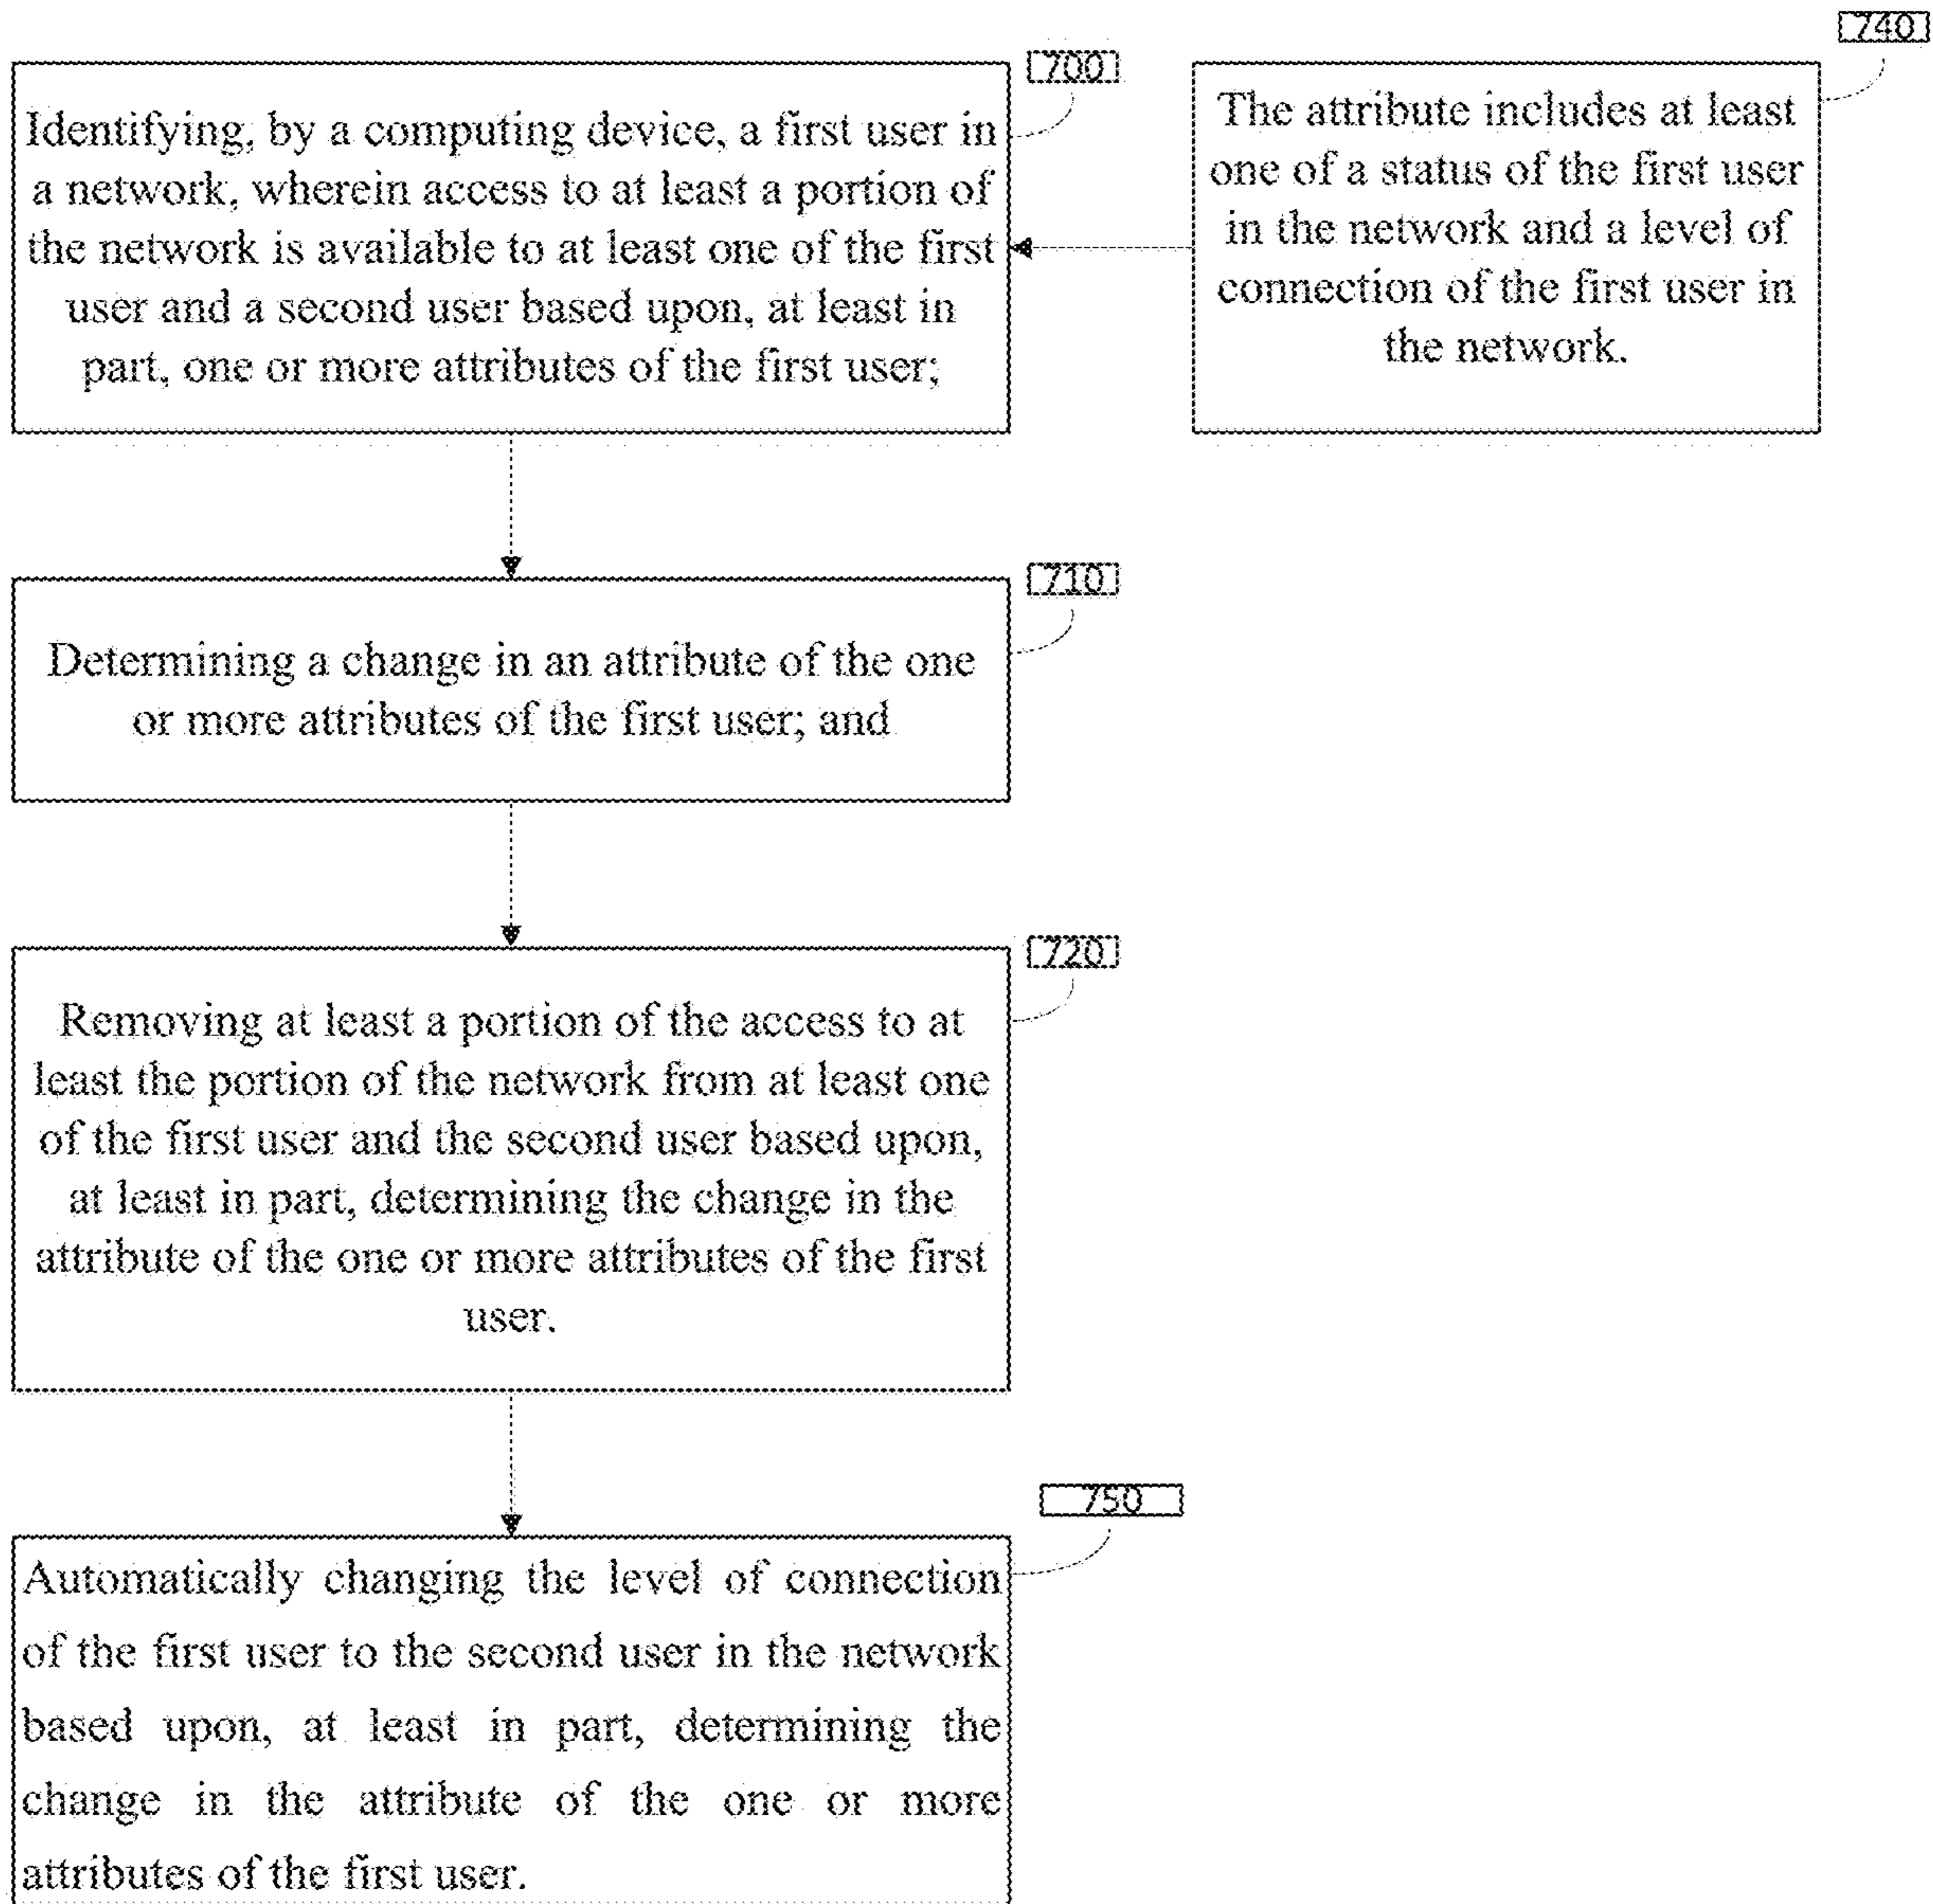 700
Identifying, by a computing device, a first user in
a network, wherein access to at least a portion of
the network is available to at least one of the first
user and a second user based upon, at least in
part, one or more attributes of the first user;
740
The attribute includes at least
one of a status of the first user
in the network and a level of
connection of the first user in
the network.
710
Determining a change in an attribute of the one
or more attributes of the first user; and
720
Removing at least a portion of the access to at
least the portion of the network from at least one
of the first user and the second user based upon,
at least in part, determining the change in the
attribute of the one or more attributes of the first
user.
750
Automatically changing the level of connection
of the first user to the second user in the network
based upon, at least in part, determining the
change in the attribute of the one or more
attributes of the first user.